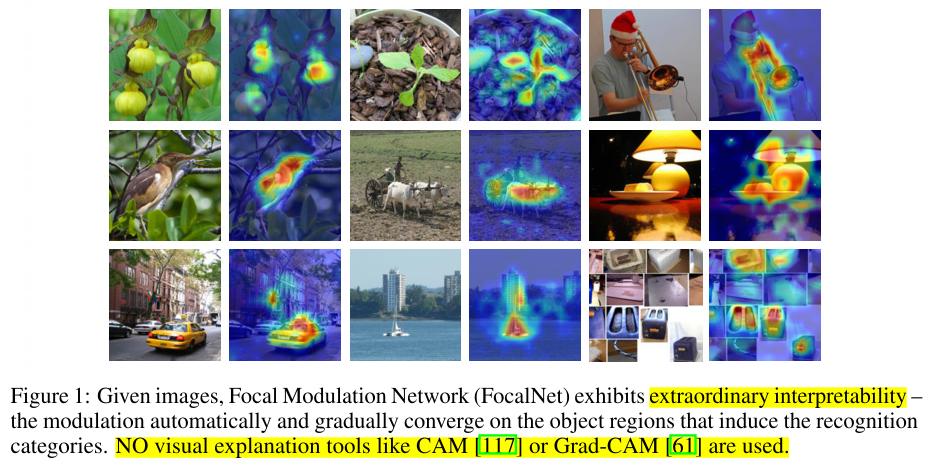 Figure 1: Given images, Focal Modulation Network (FocalNet) exhibits extraordinary interpretability –
the modulation automatically and gradually converge on the object regions that induce the recognition
categories. NO visual explanation tools like CAM [117] or Grad-CAM [61] are used.